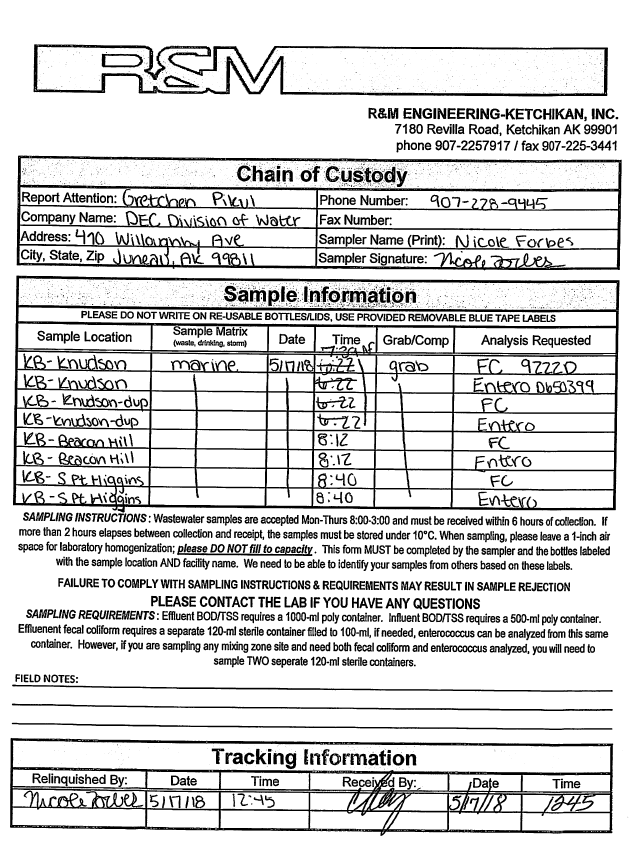 R&M
R&M ENGINEERING-KETCHIKAN, INC.
7180 Revilla Road, Ketchikan AK 99901
phone 907-2257917 / fax 907-225-3441
Chain of Custody
Report Attention: Gretchen Pikul Phone Number: 907-228-9445
Company Name: DEC Division of Water Fax Number:
Address: 410 Willoughby Ave Sampler Name (Print): Nicole Forbes
City, State, Zip Juneau, AK 99811 Sampler Signature: Nicole Forbes
Sample Information
PLEASE DO NOT WRITE ON RE-USABLE BOTTLES/LIDS, USE PROVIDED REMOVABLE BLUE TAPE LABELS
Sample Location Sample Matrix (waste, drinking, storm) Date Time Grab/Comp Analysis Requested
KB-Knudson marine 5/17/18 6:22 grab FC 9222D
KB-Knudson 6:22 Entero D650399
KB-Knudson-dup 6:22 FC
KB-Knudson-dup 6:22 Entero
KB-Beacon Hill 8:12 FC
KB-Beacon Hill 8:12 Entero
KB-S Pt Higgins 8:40 FC
KB-S Pt Higgins 8:40 Entero
SAMPLING INSTRUCTIONS: Wastewater samples are accepted Mon-Thurs 8:00-3:00 and must be received within 6 hours of collection. If
more than 2 hours elapses between collection and receipt, the samples must be stored under 10°C. When sampling, please leave a 1-inch air
space for laboratory homogenization; please DO NOT fill to capacity. This form MUST be completed by the sampler and the bottles labeled
with the sample location AND facility name. We need to be able to identify your samples from others based on these labels.
FAILURE TO COMPLY WITH SAMPLING INSTRUCTIONS & REQUIREMENTS MAY RESULT IN SAMPLE REJECTION
PLEASE CONTACT THE LAB IF YOU HAVE ANY QUESTIONS
SAMPLING REQUIREMENTS: Effluent BOD/TSS requires a 1000-ml poly container. Influent BOD/TSS requires a 500-ml poly container.
Effluenent fecal coliform requires a separate 120-ml sterile container filled to 100-ml, if needed, enterococcus can be analyzed from this same
container. However, if you are sampling any mixing zone site and need both fecal coliform and enterococcus analyzed, you will need to
sample TWO seperate 120-ml sterile containers.
FIELD NOTES:
Tracking Information
Relinquished By: Date Time Received By: Date Time
Nicole Forbes 5/17/18 12:45 5/17/18 1245